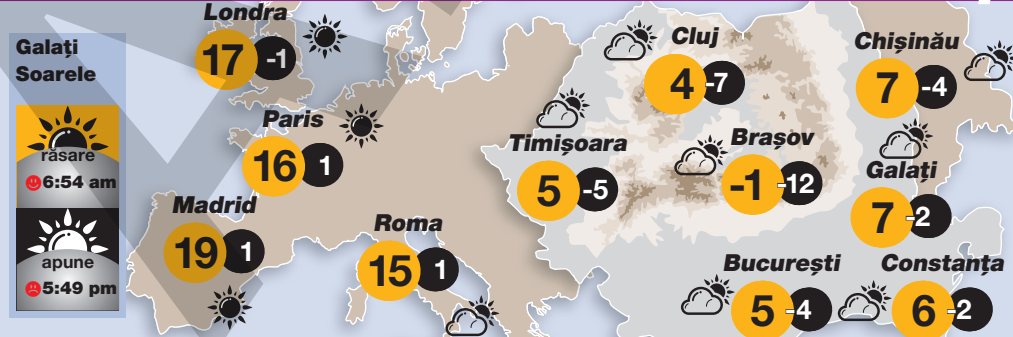 Galați
Soarele
răsare
6:54 am
apune
5:49 pm
Londra
17 -1
Paris
16 1
Madrid
19 1
Roma
15 1
Cluj
4 -7
Timișoara
5 -5
Brașov
-1 -12
Chișinău
7 -4
Galați
7 -2
București
5 -4
Constanța
6 -2